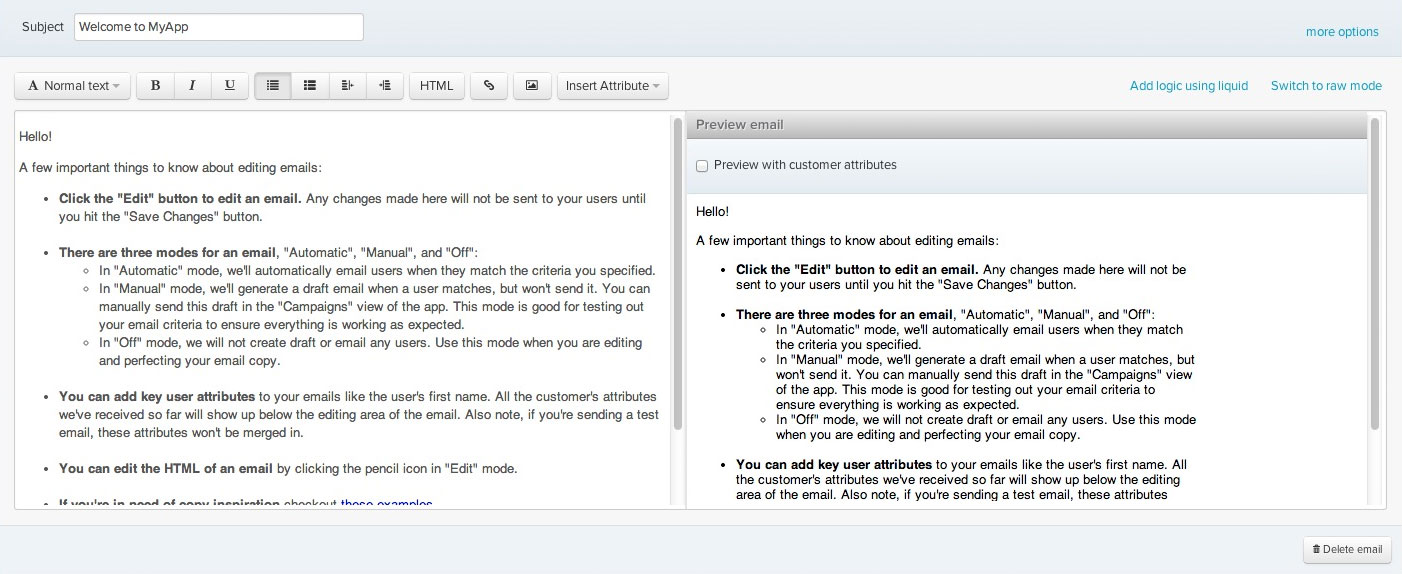 Subject
Welcome to MyApp
more options
A Normal text
B I U
HTML
Insert Attribute
Add logic using liquid
Switch to raw mode
Hello!
A few important things to know about editing emails:
• Click the "Edit" button to edit an email. Any changes made here will not be sent to your users until
you hit the "Save Changes" button.
• There are three modes for an email, "Automatic", "Manual", and "Off":
◦ In "Automatic" mode, we'll automatically email users when they match the criteria you specified.
◦ In "Manual" mode, we'll generate a draft email when a user matches, but won't send it. You can
manually send this draft in the "Campaigns" view of the app. This mode is good for testing out
your email criteria to ensure everything is working as expected.
◦ In "Off" mode, we will not create draft or email any users. Use this mode when you are editing
and perfecting your email copy.
• You can add key user attributes to your emails like the user's first name. All the customer's attributes
we've received so far will show up below the editing area of the email. Also note, if you're sending a test
email, these attributes won't be merged in.
• You can edit the HTML of an email by clicking the pencil icon in "Edit" mode.
• If you're in need of copy inspiration checkout these examples
Preview email
Preview with customer attributes
Hello!
A few important things to know about editing emails:
• Click the "Edit" button to edit an email. Any changes made here will not be
sent to your users until you hit the "Save Changes" button.
• There are three modes for an email, "Automatic", "Manual", and "Off":
◦ In "Automatic" mode, we'll automatically email users when they match
the criteria you specified.
◦ In "Manual" mode, we'll generate a draft email when a user matches, but
won't send it. You can manually send this draft in the "Campaigns" view
of the app. This mode is good for testing out your email criteria to
ensure everything is working as expected.
◦ In "Off" mode, we will not create draft or email any users. Use this mode
when you are editing and perfecting your email copy.
• You can add key user attributes to your emails like the user's first name. All
the customer's attributes we've received so far will show up below the editing
area of the email. Also note, if you're sending a test email, these attributes
Delete email